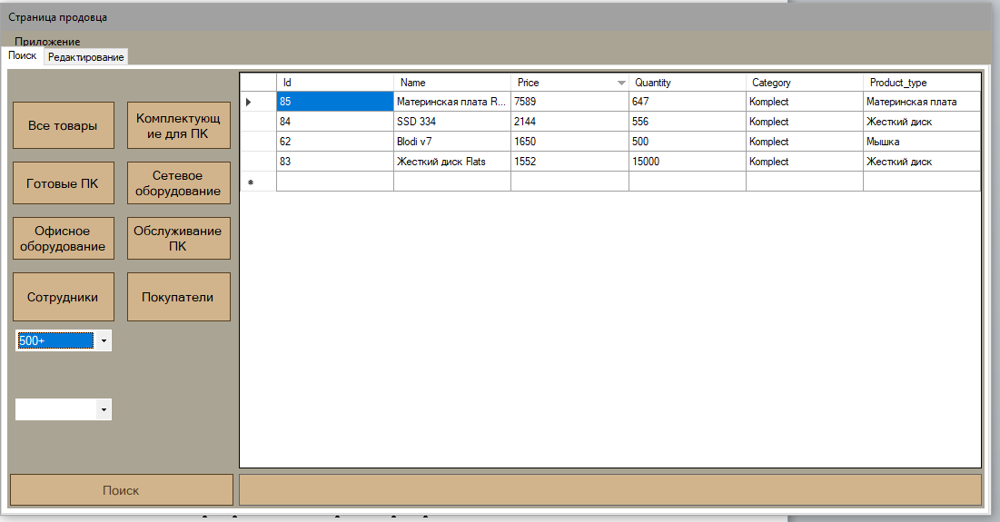 Страница продовца
Приложение
Поиск Редактирование
Все товары
Комплектующ
ие для ПК
Готовые ПК
Сетевое
оборудование
Офисное
оборудование
Обслуживание
ПК
Сотрудники
Покупатели
500+
Поиск
Id Name Price Quantity Category Product_type
85 Материнская плата R... 7589 647 Komplect Материнская плата
84 SSD 334 2144 556 Komplect Жесткий диск
62 Blodi v7 1650 500 Komplect Мышка
83 Жесткий диск Flats 1552 15000 Komplect Жесткий диск